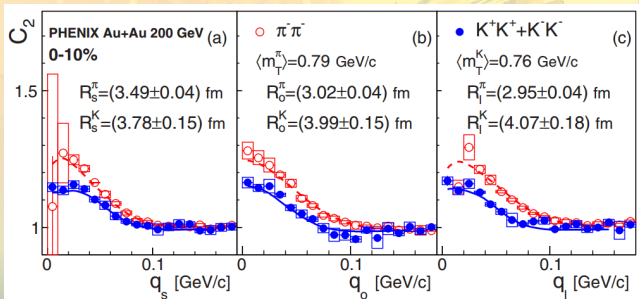 C₂
PHENIX Au+Au 200 GeV (a)
0-10%
R_s^π=(3.49±0.04) fm
R_s^K=(3.78±0.15) fm
π⁻π⁻
(b)
⟨m_T^π⟩=0.79 GeV/c
R_o^π=(3.02±0.04) fm
R_o^K=(3.99±0.15) fm
K⁺K⁺+K⁻K⁻
(c)
⟨m_T^K⟩=0.76 GeV/c
R_l^π=(2.95±0.04) fm
R_l^K=(4.07±0.18) fm
2
1.5
1
0 0.1
q_s [GeV/c]
0 0.1
q_o [GeV/c]
0 0.1
q_l [GeV/c]